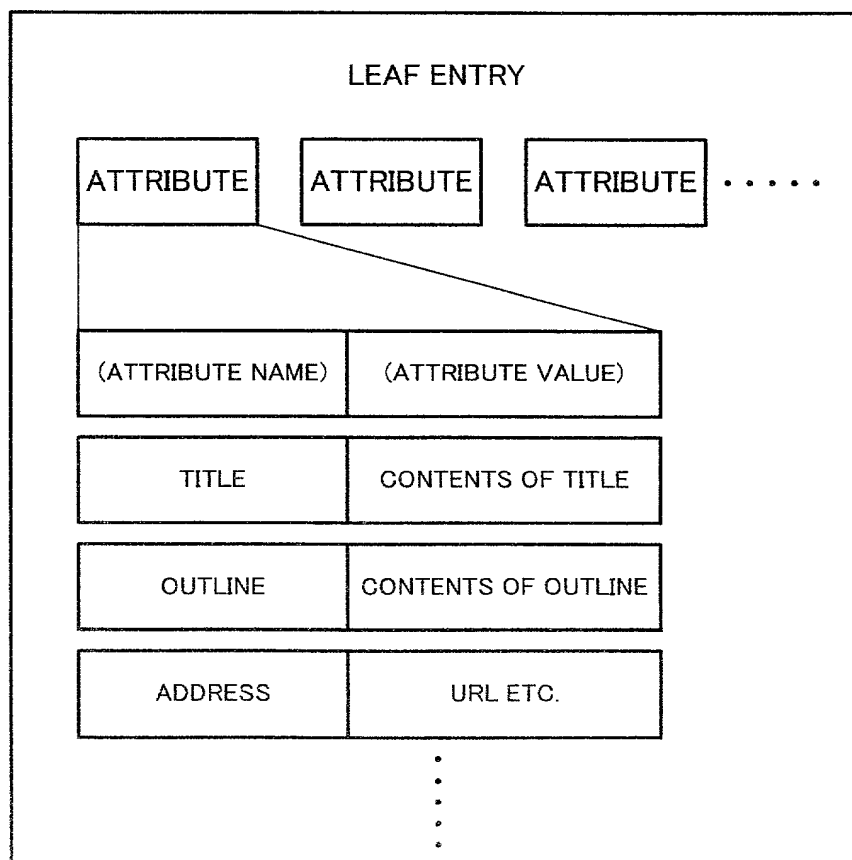 LEAF ENTRY
ATTRIBUTE ATTRIBUTE ATTRIBUTE · · · · ·
(ATTRIBUTE NAME) (ATTRIBUTE VALUE)
TITLE CONTENTS OF TITLE
OUTLINE CONTENTS OF OUTLINE
ADDRESS URL ETC.